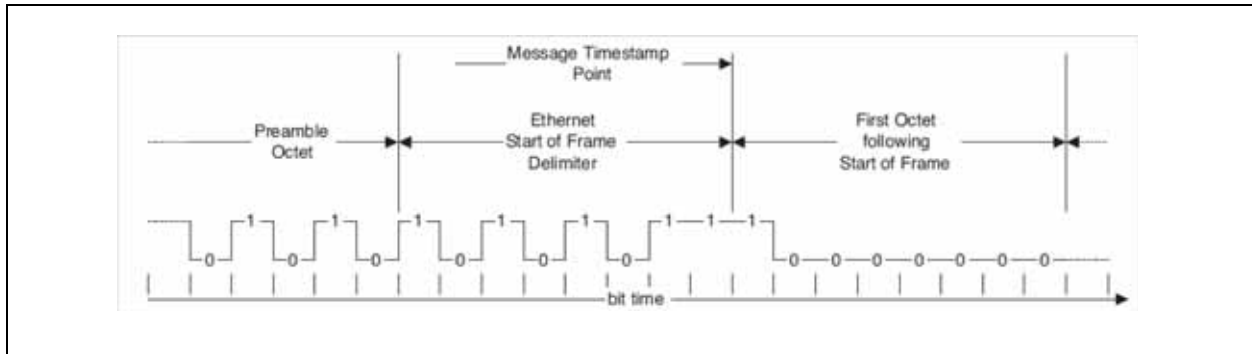 Message Timestamp
Point
Preamble
Octet
Ethernet
Start of Frame
Delimiter
First Octet
following
Start of Frame
1 1 1 1 1 1 1 1
0 0 0 0 0 0 0 0 0 0 0 0 0
bit time